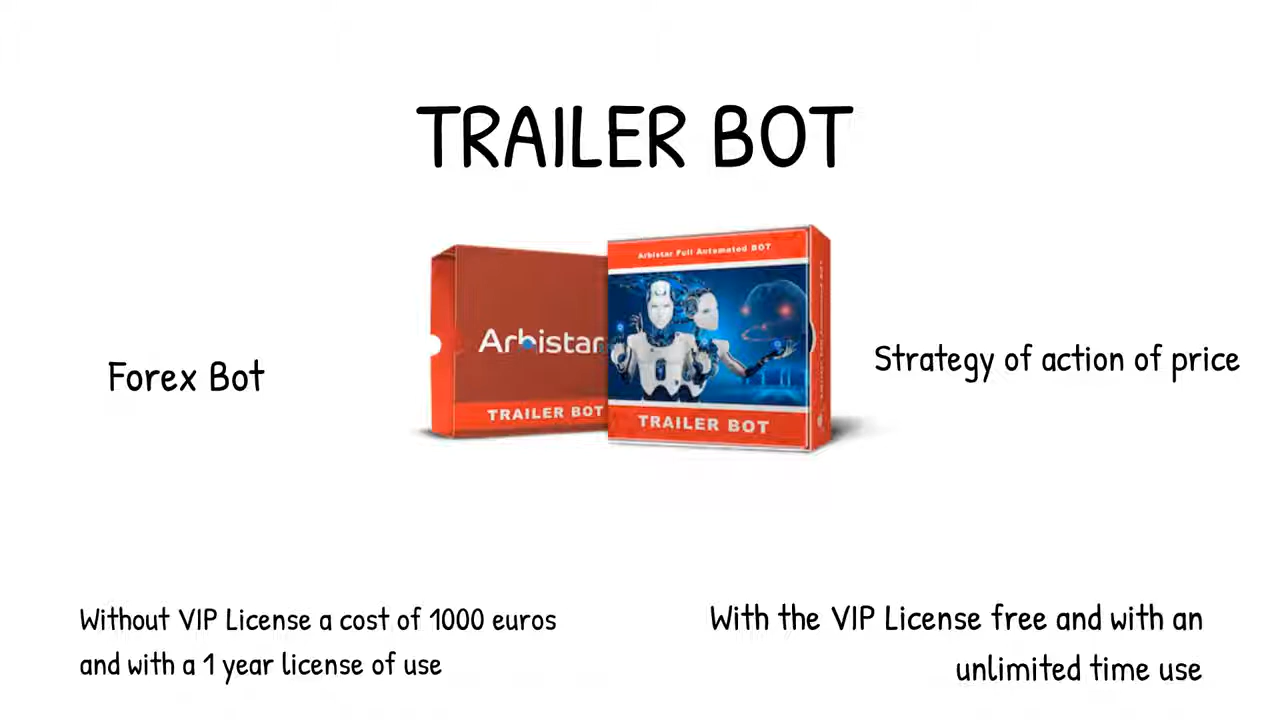 TRAILER BOT
Arbistar Full Automated BOT
Arbistar
TRAILER BOT
TRAILER BOT
Forex Bot
Strategy of action of price
Without VIP License a cost of 1000 euros
and with a 1 year license of use
With the VIP License free and with an
unlimited time use